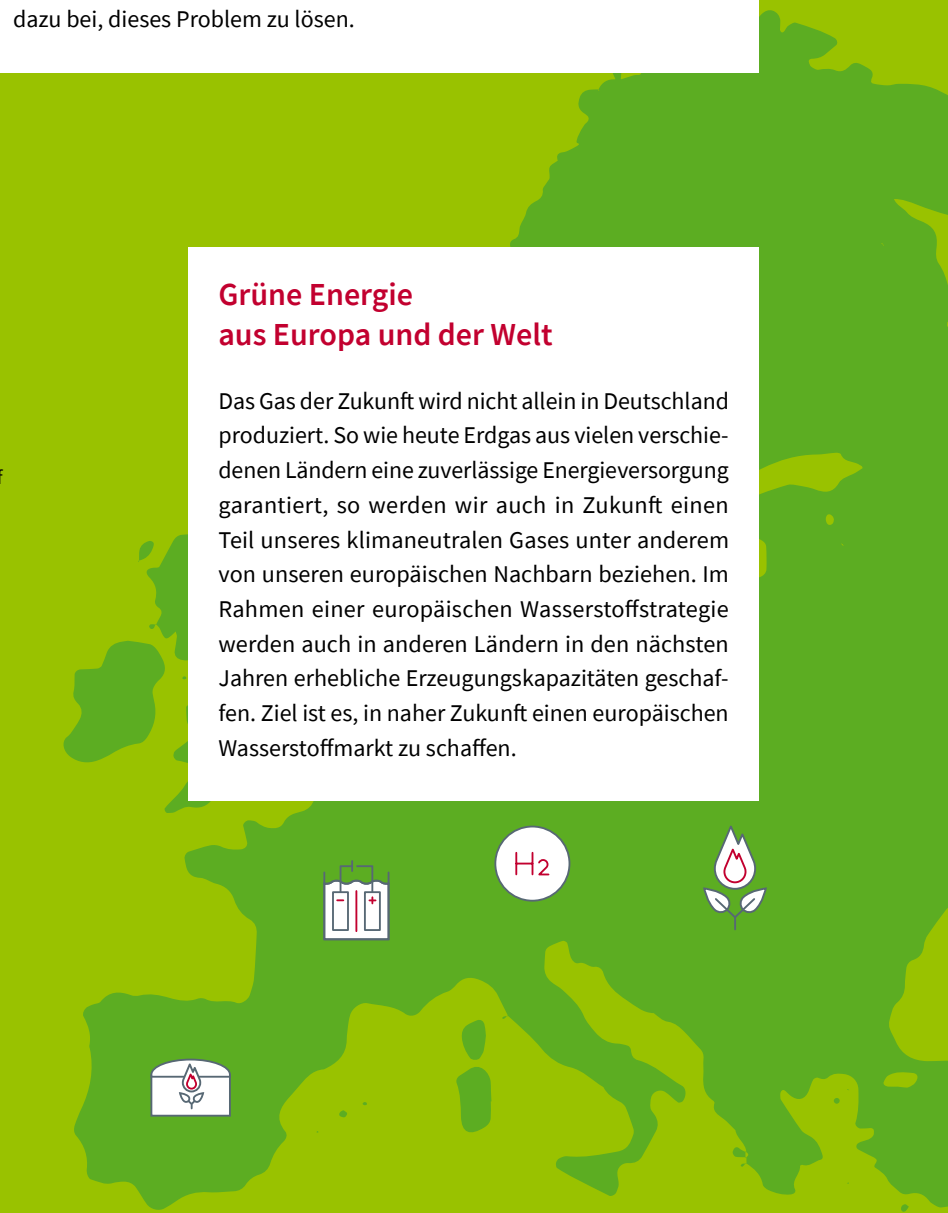 dazu bei, dieses Problem zu lösen.
Grüne Energie
aus Europa und der Welt
Das Gas der Zukunft wird nicht allein in Deutschland
produziert. So wie heute Erdgas aus vielen verschie-
denen Ländern eine zuverlässige Energieversorgung
garantiert, so werden wir auch in Zukunft einen
Teil unseres klimaneutralen Gases unter anderem
von unseren europäischen Nachbarn beziehen. Im
Rahmen einer europäischen Wasserstoffstrategie
werden auch in anderen Ländern in den nächsten
Jahren erhebliche Erzeugungskapazitäten geschaf-
fen. Ziel ist es, in naher Zukunft einen europäischen
Wasserstoffmarkt zu schaffen.
H2
- +